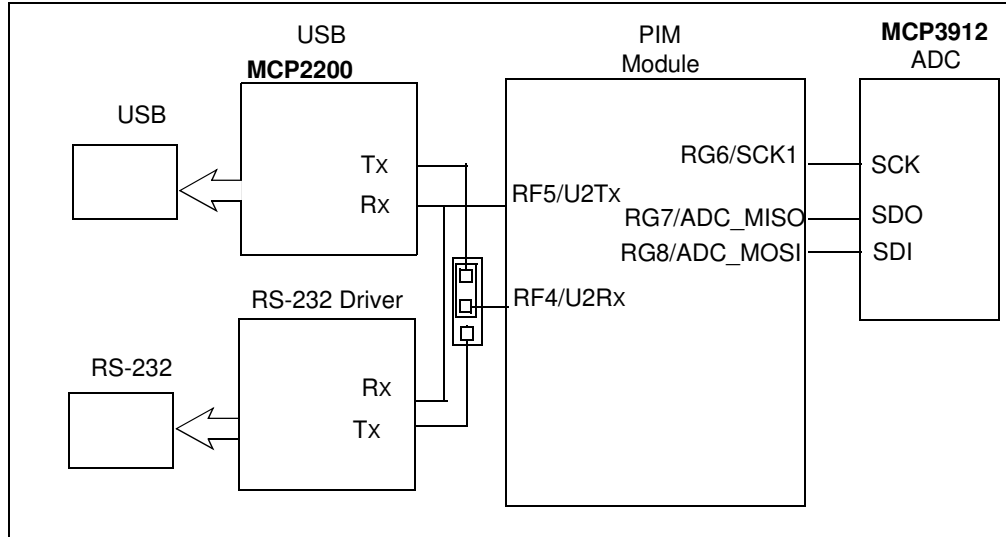 USB
MCP2200
PIM
Module
MCP3912
ADC
USB
Tx
Rx
RF5/U2Tx
RG6/SCK1
SCK
RG7/ADC_MISO
SDO
RG8/ADC_MOSI
SDI
RF4/U2Rx
RS-232 Driver
RS-232
Rx
Tx